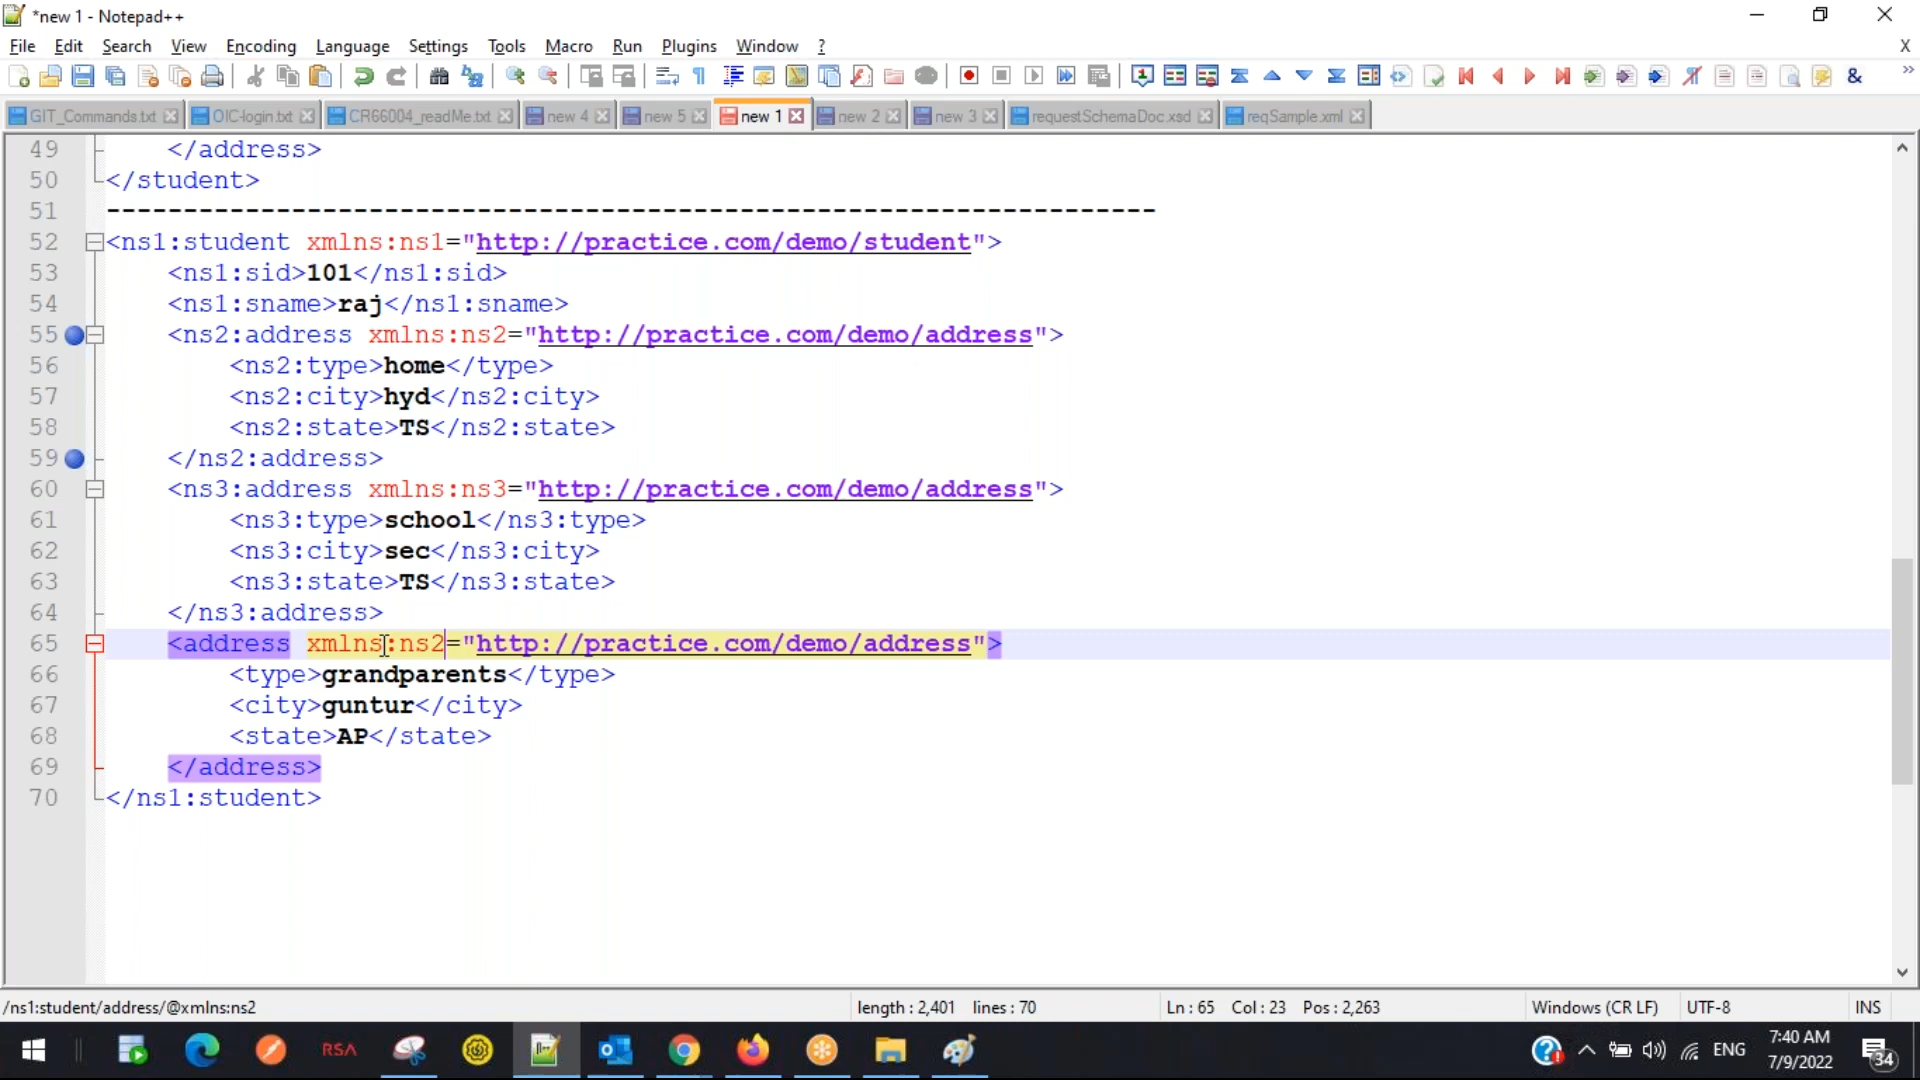 *new 1 - Notepad++
File Edit Search View Encoding Language Settings Tools Macro Run Plugins Window ? X
GIT_Commands.txt OIC-login.txt CR66004_readMe.txt new 4 new 5 new 1 new 2 new 3 requestSchemaDoc.xsd reqSample.xml
49 </address>
50 </student>
51 --------------------------------------------------------------------
52 <ns1:student xmlns:ns1="http://practice.com/demo/student">
53 <ns1:sid>101</ns1:sid>
54 <ns1:sname>raj</ns1:sname>
55 <ns2:address xmlns:ns2="http://practice.com/demo/address">
56 <ns2:type>home</type>
57 <ns2:city>hyd</ns2:city>
58 <ns2:state>TS</ns2:state>
59 </ns2:address>
60 <ns3:address xmlns:ns3="http://practice.com/demo/address">
61 <ns3:type>school</ns3:type>
62 <ns3:city>sec</ns3:city>
63 <ns3:state>TS</ns3:state>
64 </ns3:address>
65 <address xmlns:ns2="http://practice.com/demo/address">
66 <type>grandparents</type>
67 <city>guntur</city>
68 <state>AP</state>
69 </address>
70 </ns1:student>
/ns1:student/address/@xmlns:ns2 length : 2,401 lines : 70 Ln : 65 Col : 23 Pos : 2,263 Windows (CR LF) UTF-8 INS
RSA ENG 7:40 AM
7/9/2022 34